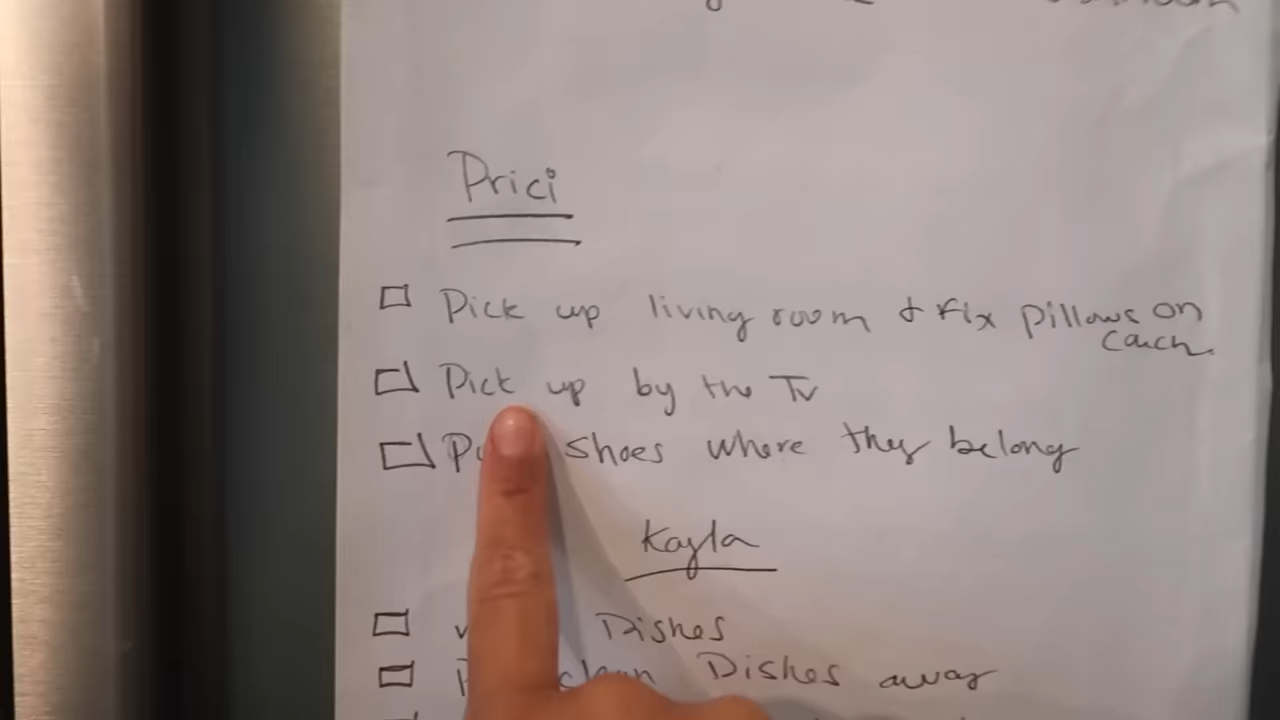 Prici
Pick up living room & Fix pillows on
couch.
Pick up by the Tv
shoes where they belong
Kayla
Dishes
clean Dishes away